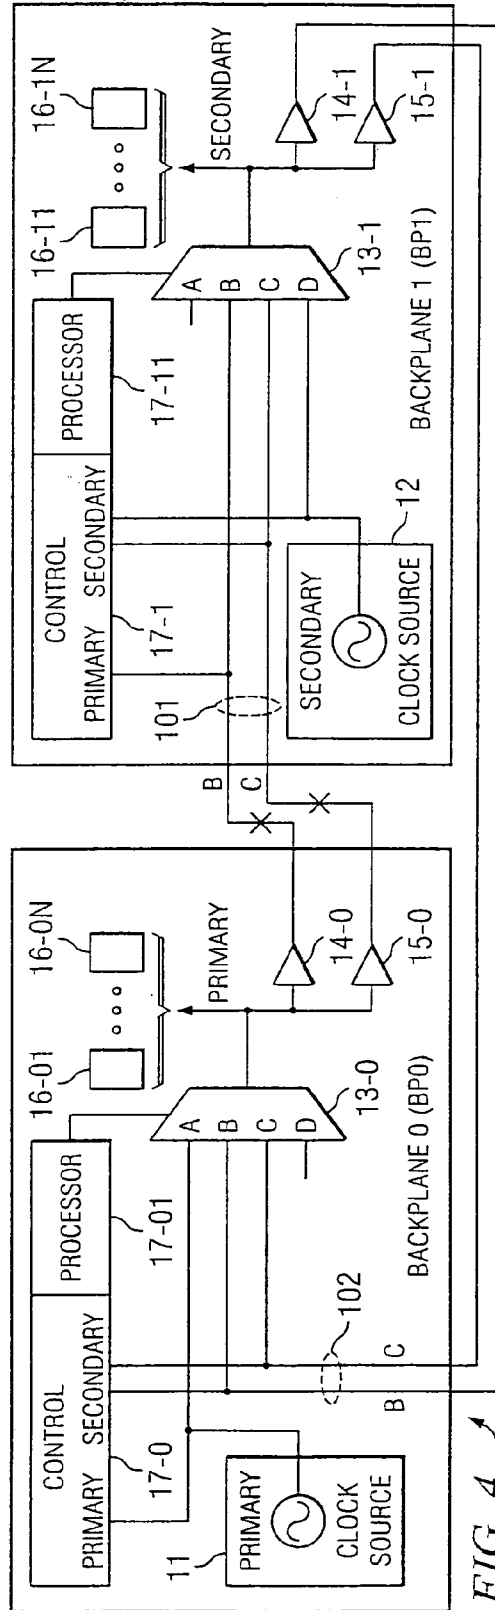 16-01
16-0N
PRIMARY
CONTROL
PRIMARY SECONDARY
PROCESSOR
17-0
17-01
A
B
C
D
13-0
14-0
15-0
11
PRIMARY
CLOCK
SOURCE
102
B
C
BACKPLANE 0 (BP0)
B
C
101
16-11
16-1N
SECONDARY
CONTROL
PRIMARY SECONDARY
PROCESSOR
17-1
17-11
A
B
C
D
13-1
14-1
15-1
SECONDARY
CLOCK SOURCE
12
BACKPLANE 1 (BP1)
FIG. 4